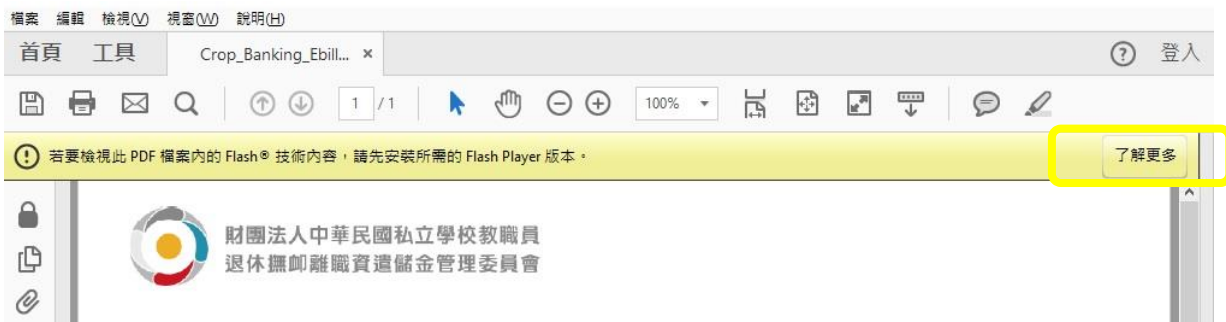 檔案 編輯 檢視(V) 視窗(W) 說明(H)
首頁 工具 Crop_Banking_Ebill... × ? 登入
1 / 1 100%
若要檢視此 PDF 檔案內的 Flash® 技術內容，請先安裝所需的 Flash Player 版本。 了解更多
財團法人中華民國私立學校教職員
退休撫卹離職資遣儲金管理委員會